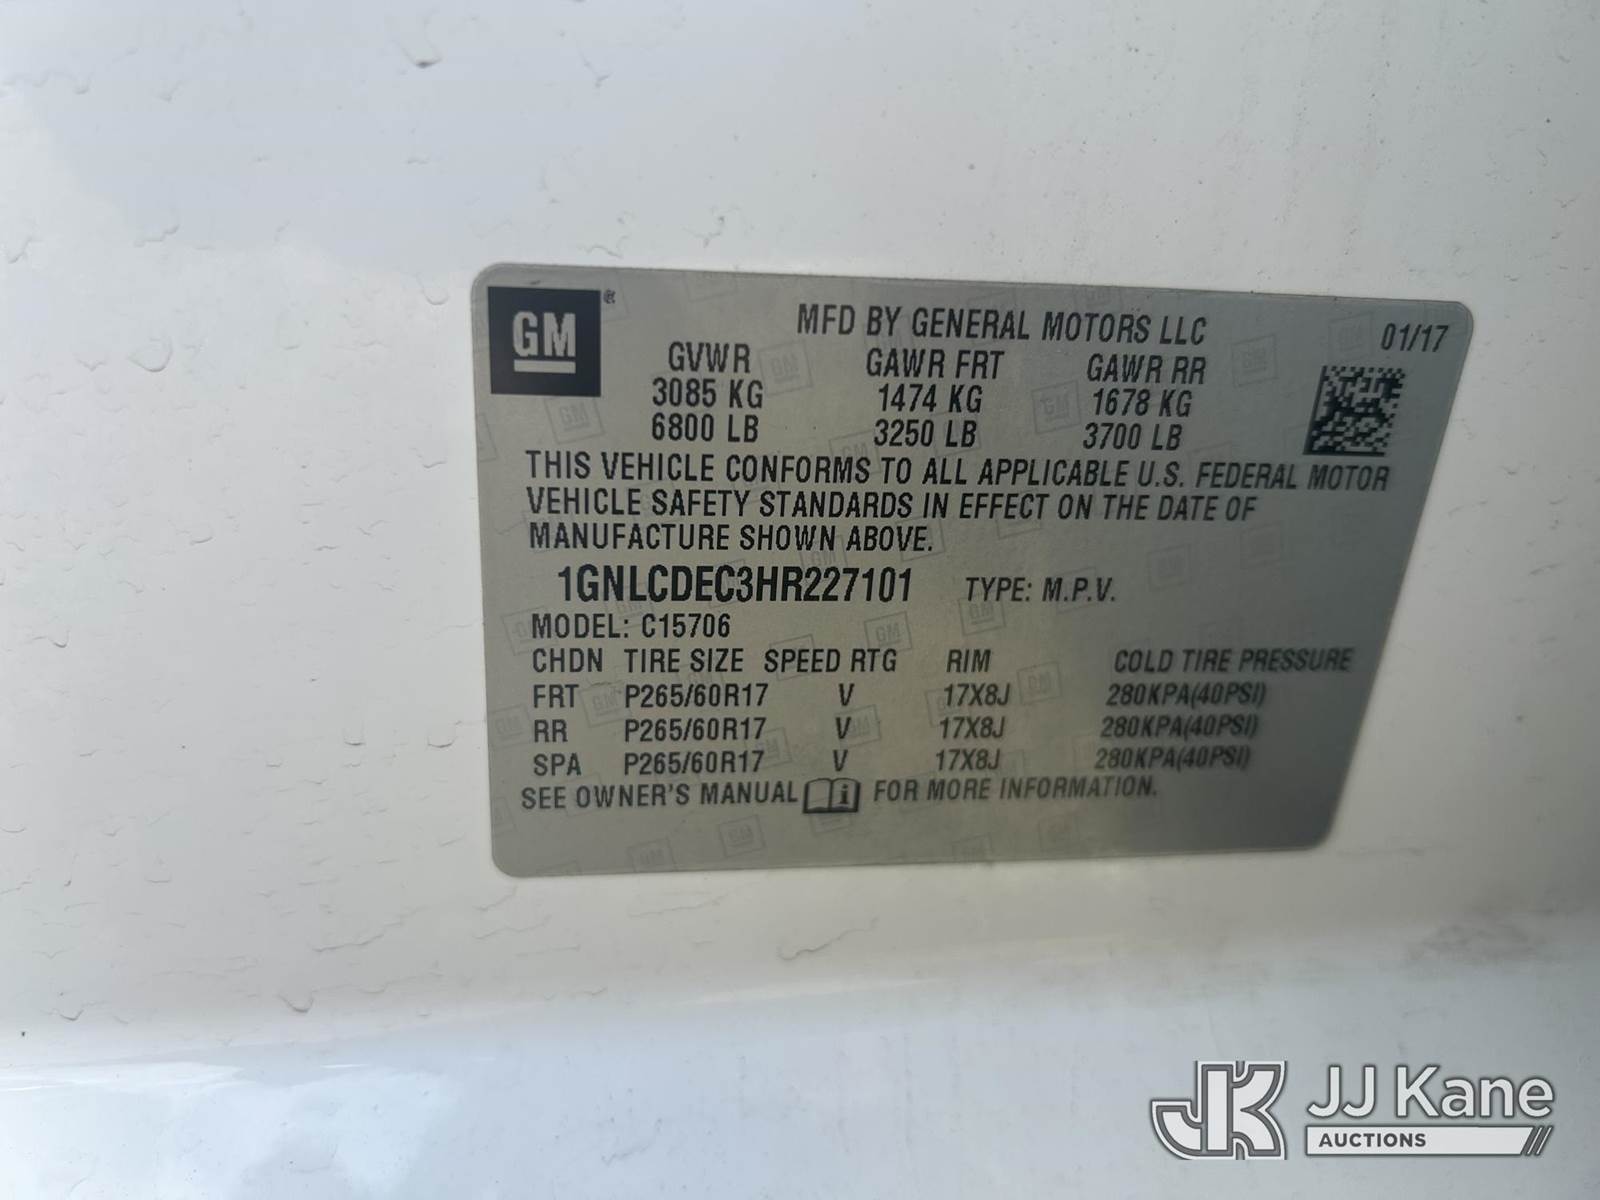 GM®
MFD BY GENERAL MOTORS LLC 01/17
GVWR GAWR FRT GAWR RR
3085 KG 1474 KG 1678 KG
6800 LB 3250 LB 3700 LB
THIS VEHICLE CONFORMS TO ALL APPLICABLE U.S. FEDERAL MOTOR
VEHICLE SAFETY STANDARDS IN EFFECT ON THE DATE OF
MANUFACTURE SHOWN ABOVE.
1GNLCDEC3HR227101 TYPE: M.P.V.
MODEL: C15706
CHDN TIRE SIZE SPEED RTG RIM COLD TIRE PRESSURE
FRT P265/60R17 V 17X8J 280KPA(40PSI)
RR P265/60R17 V 17X8J 280KPA(40PSI)
SPA P265/60R17 V 17X8J 280KPA(40PSI)
SEE OWNER'S MANUAL i FOR MORE INFORMATION.
JK JJ Kane
AUCTIONS